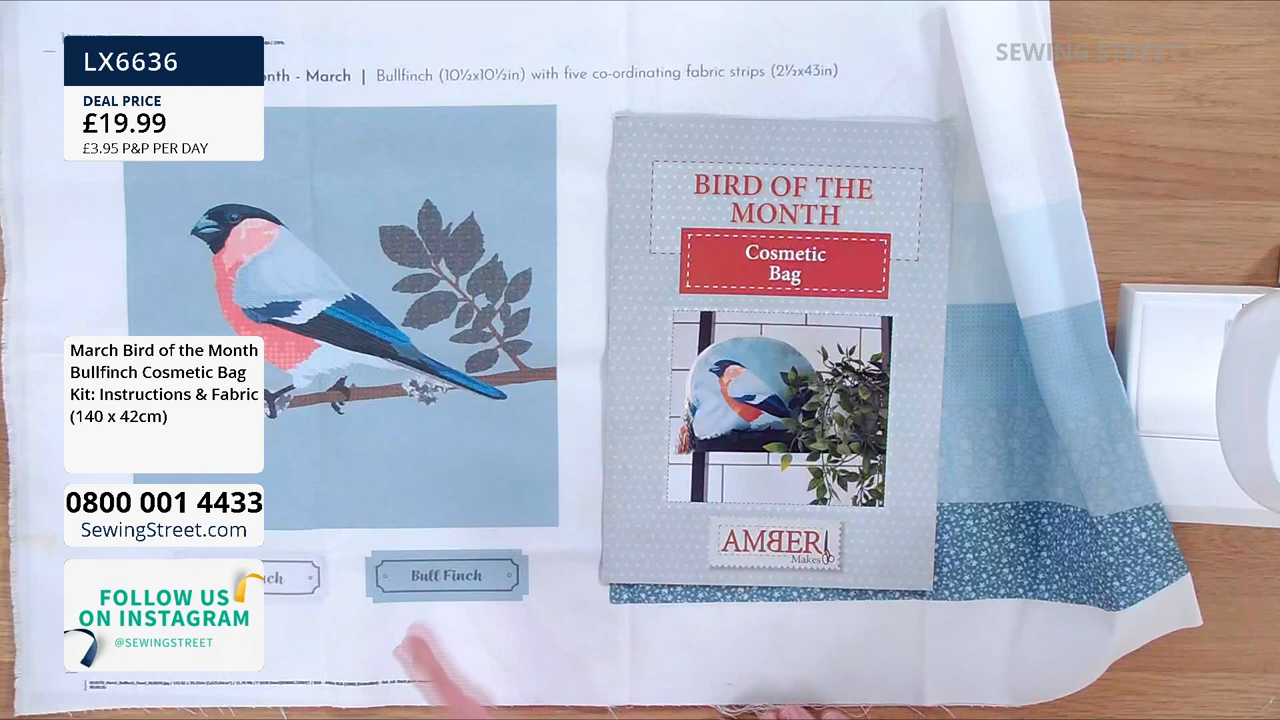 LX6636
DEAL PRICE
£19.99
£3.95 P&P PER DAY
SEWING STREET
nth - March | Bullfinch (10½x10½in) with five co-ordinating fabric strips (2½x43in)
BIRD OF THE
MONTH
Cosmetic
Bag
AMBER
Makes
March Bird of the Month
Bullfinch Cosmetic Bag
Kit: Instructions & Fabric
(140 x 42cm)
0800 001 4433
SewingStreet.com
Bull Finch
FOLLOW US
ON INSTAGRAM
@SEWINGSTREET